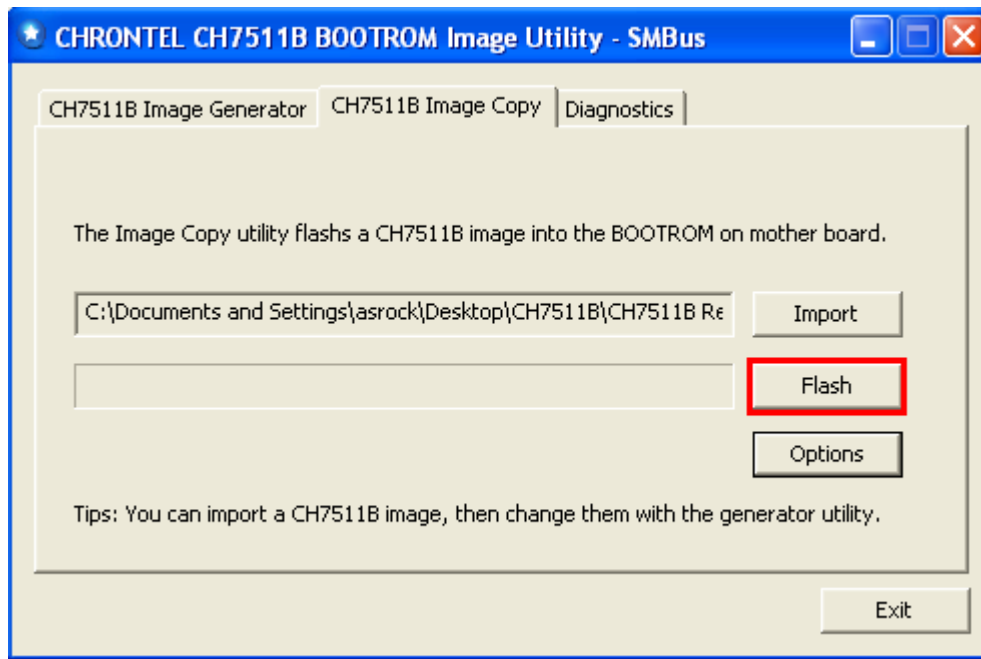 CHRONTEL CH7511B BOOTROM Image Utility - SMBus
CH7511B Image Generator CH7511B Image Copy Diagnostics
The Image Copy utility flashes a CH7511B image into the BOOTROM on mother board.
C:\Documents and Settings\asrock\Desktop\CH7511B\CH7511B Re Import
Flash
Options
Tips: You can import a CH7511B image, then change them with the generator utility.
Exit